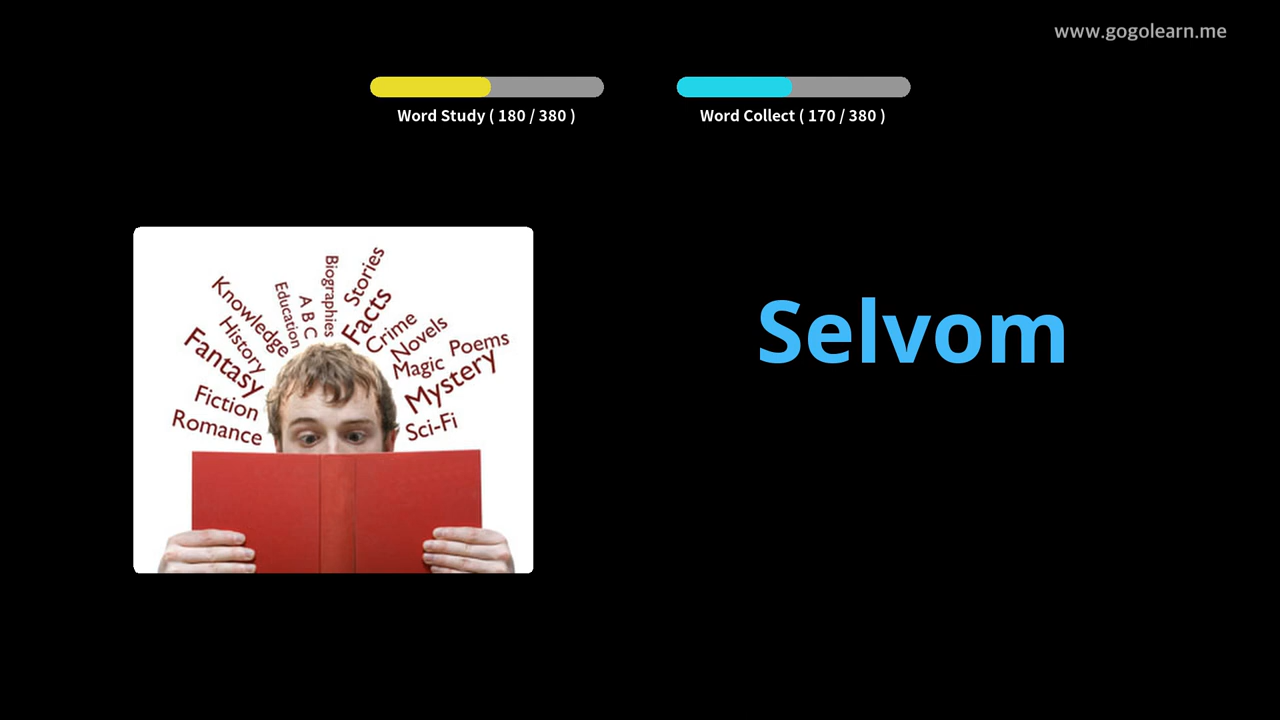 www.gogolearn.me
Word Study ( 180 / 380 )
Word Collect ( 170 / 380 )
Selvom
Stories
Biographies
Facts
A B C
Education
Knowledge
Crime
Novels
History
Poems
Fantasy
Magic
Mystery
Fiction
Romance
Sci-Fi